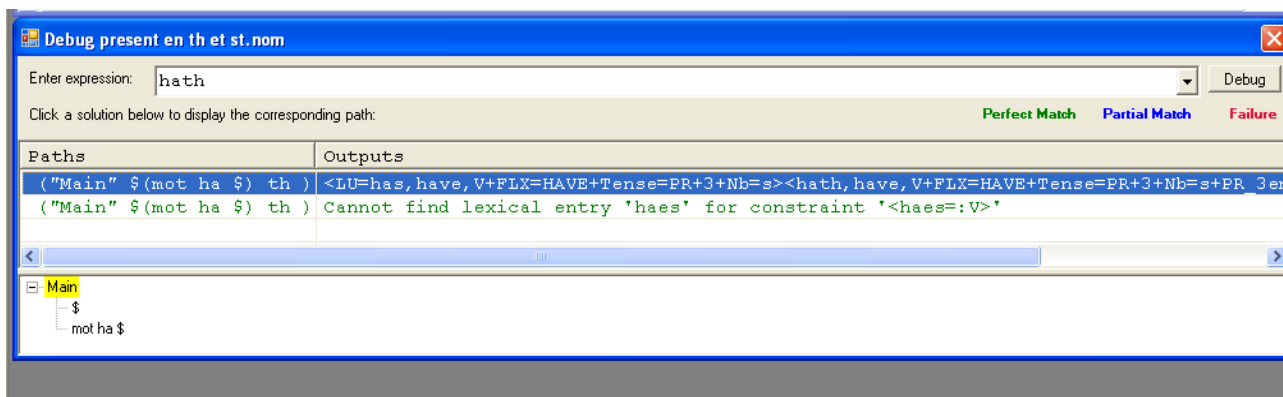 Debug present en th et st.nom
Enter expression: hath Debug
Click a solution below to display the corresponding path: Perfect Match Partial Match Failure
Paths Outputs
("Main" $(mot ha $) th ) <LU=has,have,V+FLX=HAVE+Tense=PR+3+Nb=s><hath,have,V+FLX=HAVE+Tense=PR+3+Nb=s+PR_3en
("Main" $(mot ha $) th ) Cannot find lexical entry 'haes' for constraint '<haes=:V>'
Main
$
mot ha $